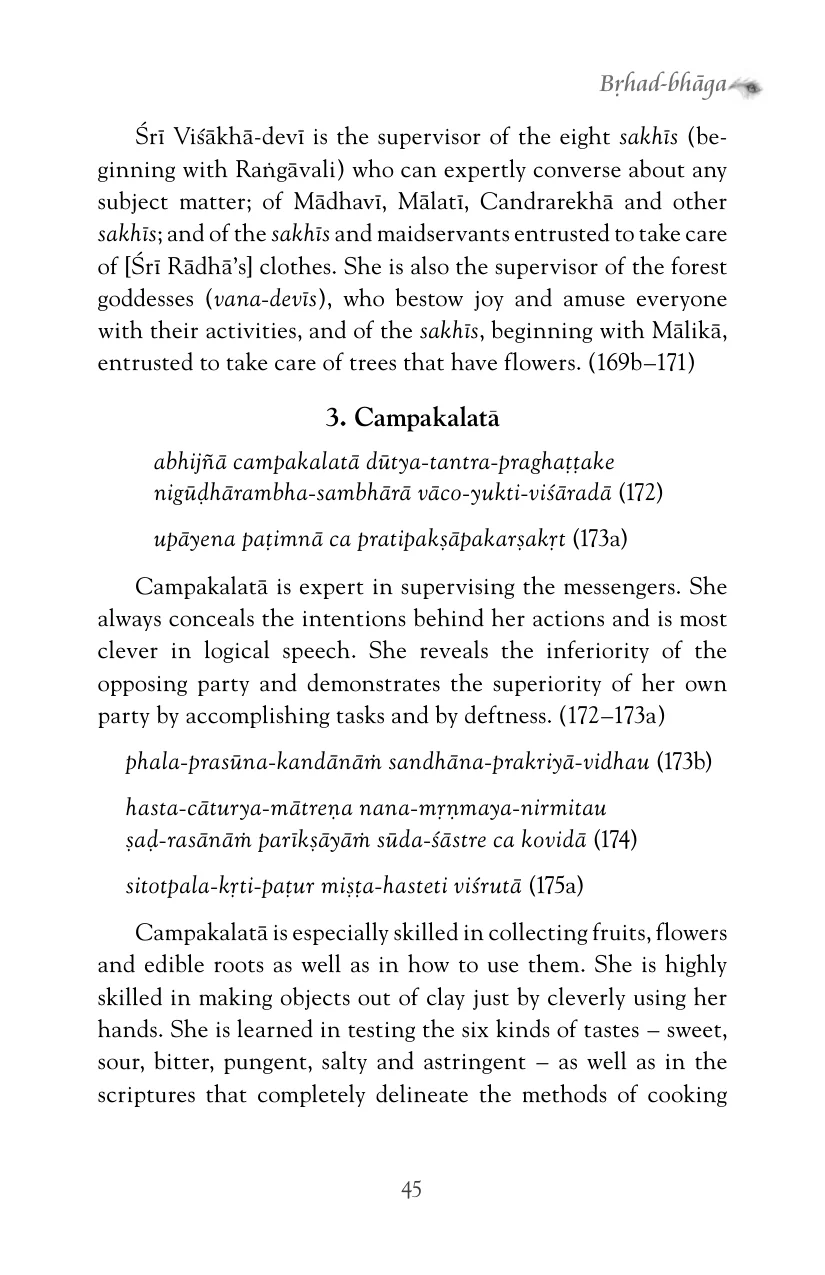 Bṛhad-bhāga
Śrī Viśākhā-devī is the supervisor of the eight sakhīs (be-
ginning with Raṅgāvali) who can expertly converse about any
subject matter; of Mādhavī, Mālatī, Candrarekhā and other
sakhīs; and of the sakhīs and maidservants entrusted to take care
of [Śrī Rādhā’s] clothes. She is also the supervisor of the forest
goddesses (vana-devīs), who bestow joy and amuse everyone
with their activities, and of the sakhīs, beginning with Mālikā,
entrusted to take care of trees that have flowers. (169b–171)
3. Campakalatā
abhijñā campakalatā dūtya-tantra-praghaṭṭake
nigūḍhārambha-sambhārā vāco-yukti-viśāradā (172)
upāyena paṭimnā ca pratipakṣāpakarṣakṛt (173a)
Campakalatā is expert in supervising the messengers. She
always conceals the intentions behind her actions and is most
clever in logical speech. She reveals the inferiority of the
opposing party and demonstrates the superiority of her own
party by accomplishing tasks and by deftness. (172–173a)
phala-prasūna-kandānāṁ sandhāna-prakriyā-vidhau (173b)
hasta-cāturya-mātreṇa nana-mṛṇmaya-nirmitau
ṣaḍ-rasānāṁ parīkṣāyāṁ sūda-śāstre ca kovidā (174)
sitotpala-kṛti-paṭur miṣṭa-hasteti viśrutā (175a)
Campakalatā is especially skilled in collecting fruits, flowers
and edible roots as well as in how to use them. She is highly
skilled in making objects out of clay just by cleverly using her
hands. She is learned in testing the six kinds of tastes – sweet,
sour, bitter, pungent, salty and astringent – as well as in the
scriptures that completely delineate the methods of cooking
45